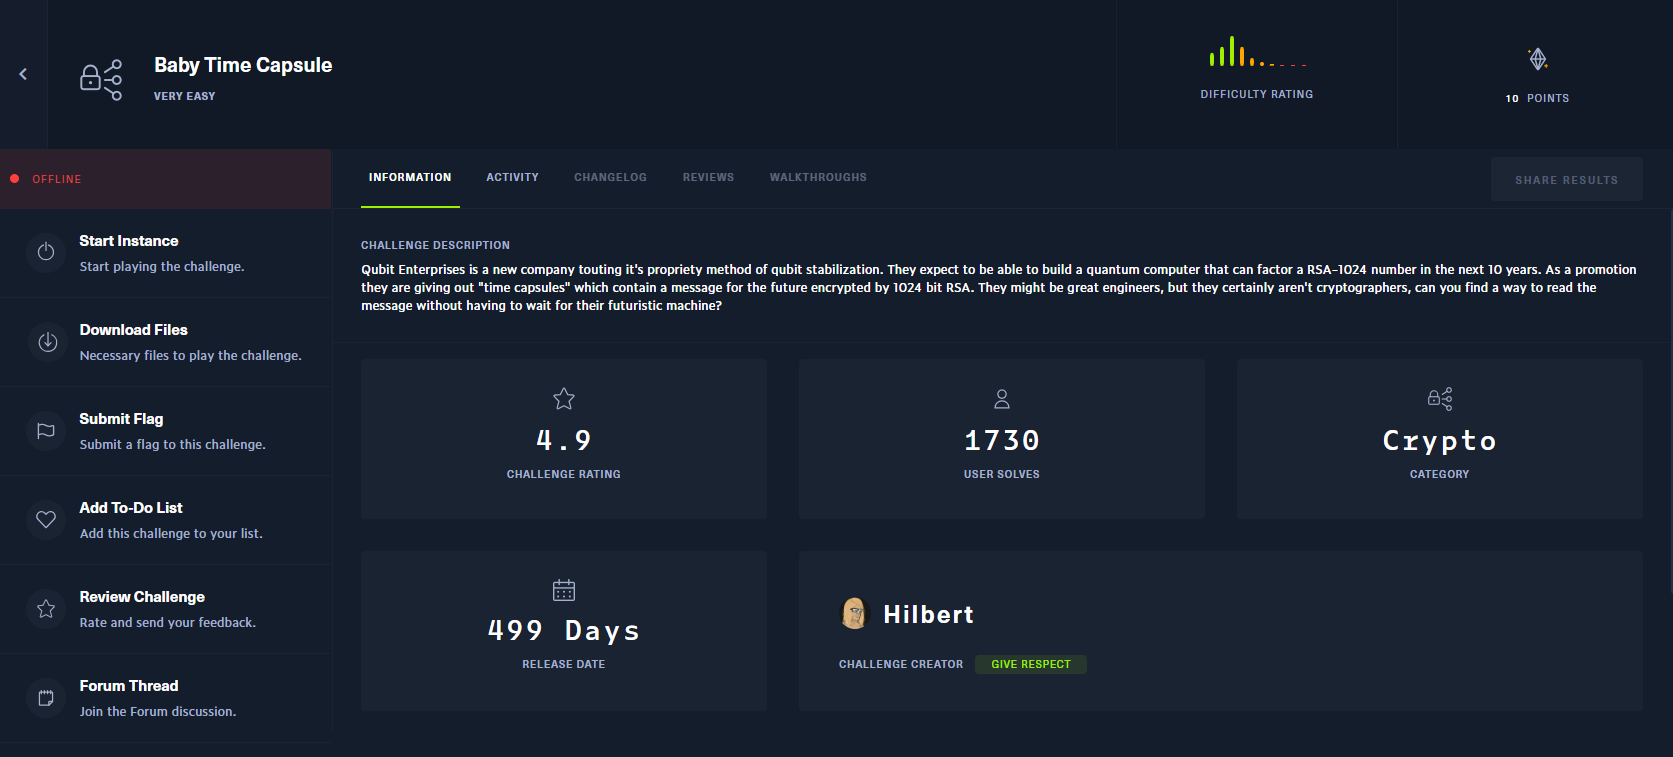 Baby Time Capsule
VERY EASY
DIFFICULTY RATING
10 POINTS
OFFLINE
INFORMATION ACTIVITY CHANGELOG REVIEWS WALKTHROUGHS
SHARE RESULTS
Start Instance
Start playing the challenge.
Download Files
Necessary files to play the challenge.
Submit Flag
Submit a flag to this challenge.
Add To-Do List
Add this challenge to your list.
Review Challenge
Rate and send your feedback.
Forum Thread
Join the Forum discussion.
CHALLENGE DESCRIPTION
Qubit Enterprises is a new company touting it's propriety method of qubit stabilization. They expect to be able to build a quantum computer that can factor a RSA-1024 number in the next 10 years. As a promotion
they are giving out "time capsules" which contain a message for the future encrypted by 1024 bit RSA. They might be great engineers, but they certainly aren't cryptographers, can you find a way to read the
message without having to wait for their futuristic machine?
4.9
CHALLENGE RATING
1730
USER SOLVES
Crypto
CATEGORY
499 Days
RELEASE DATE
Hilbert
CHALLENGE CREATOR GIVE RESPECT